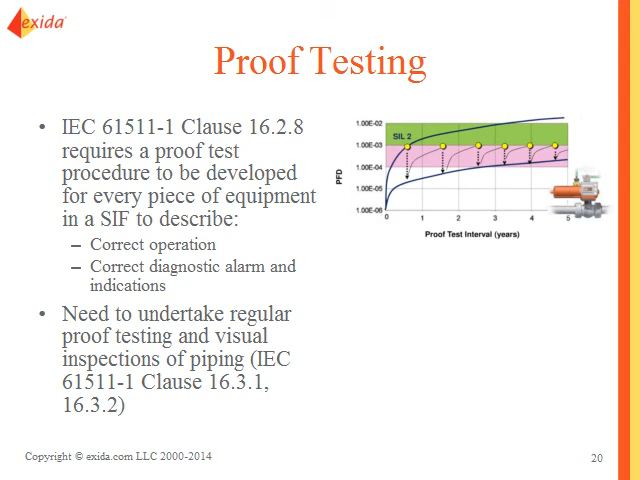 exida
Proof Testing
• IEC 61511-1 Clause 16.2.8
requires a proof test
procedure to be developed
for every piece of equipment
in a SIF to describe:
– Correct operation
– Correct diagnostic alarm and
indications
• Need to undertake regular
proof testing and visual
inspections of piping (IEC
61511-1 Clause 16.3.1,
16.3.2)
1.00E-02
SIL 2
1.00E-03
1.00E-04
1.00E-05
1.00E-06
PFD
0 1 2 3 4 5
Proof Test Interval (years)
Copyright © exida.com LLC 2000-2014
20